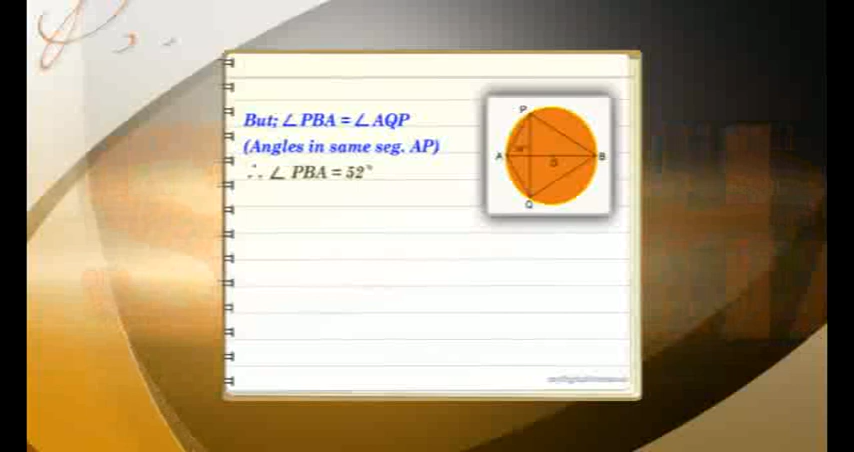 But; ∠ PBA = ∠ AQP
(Angles in same seg. AP)
∴ ∠ PBA = 52°
P
A
B
Q